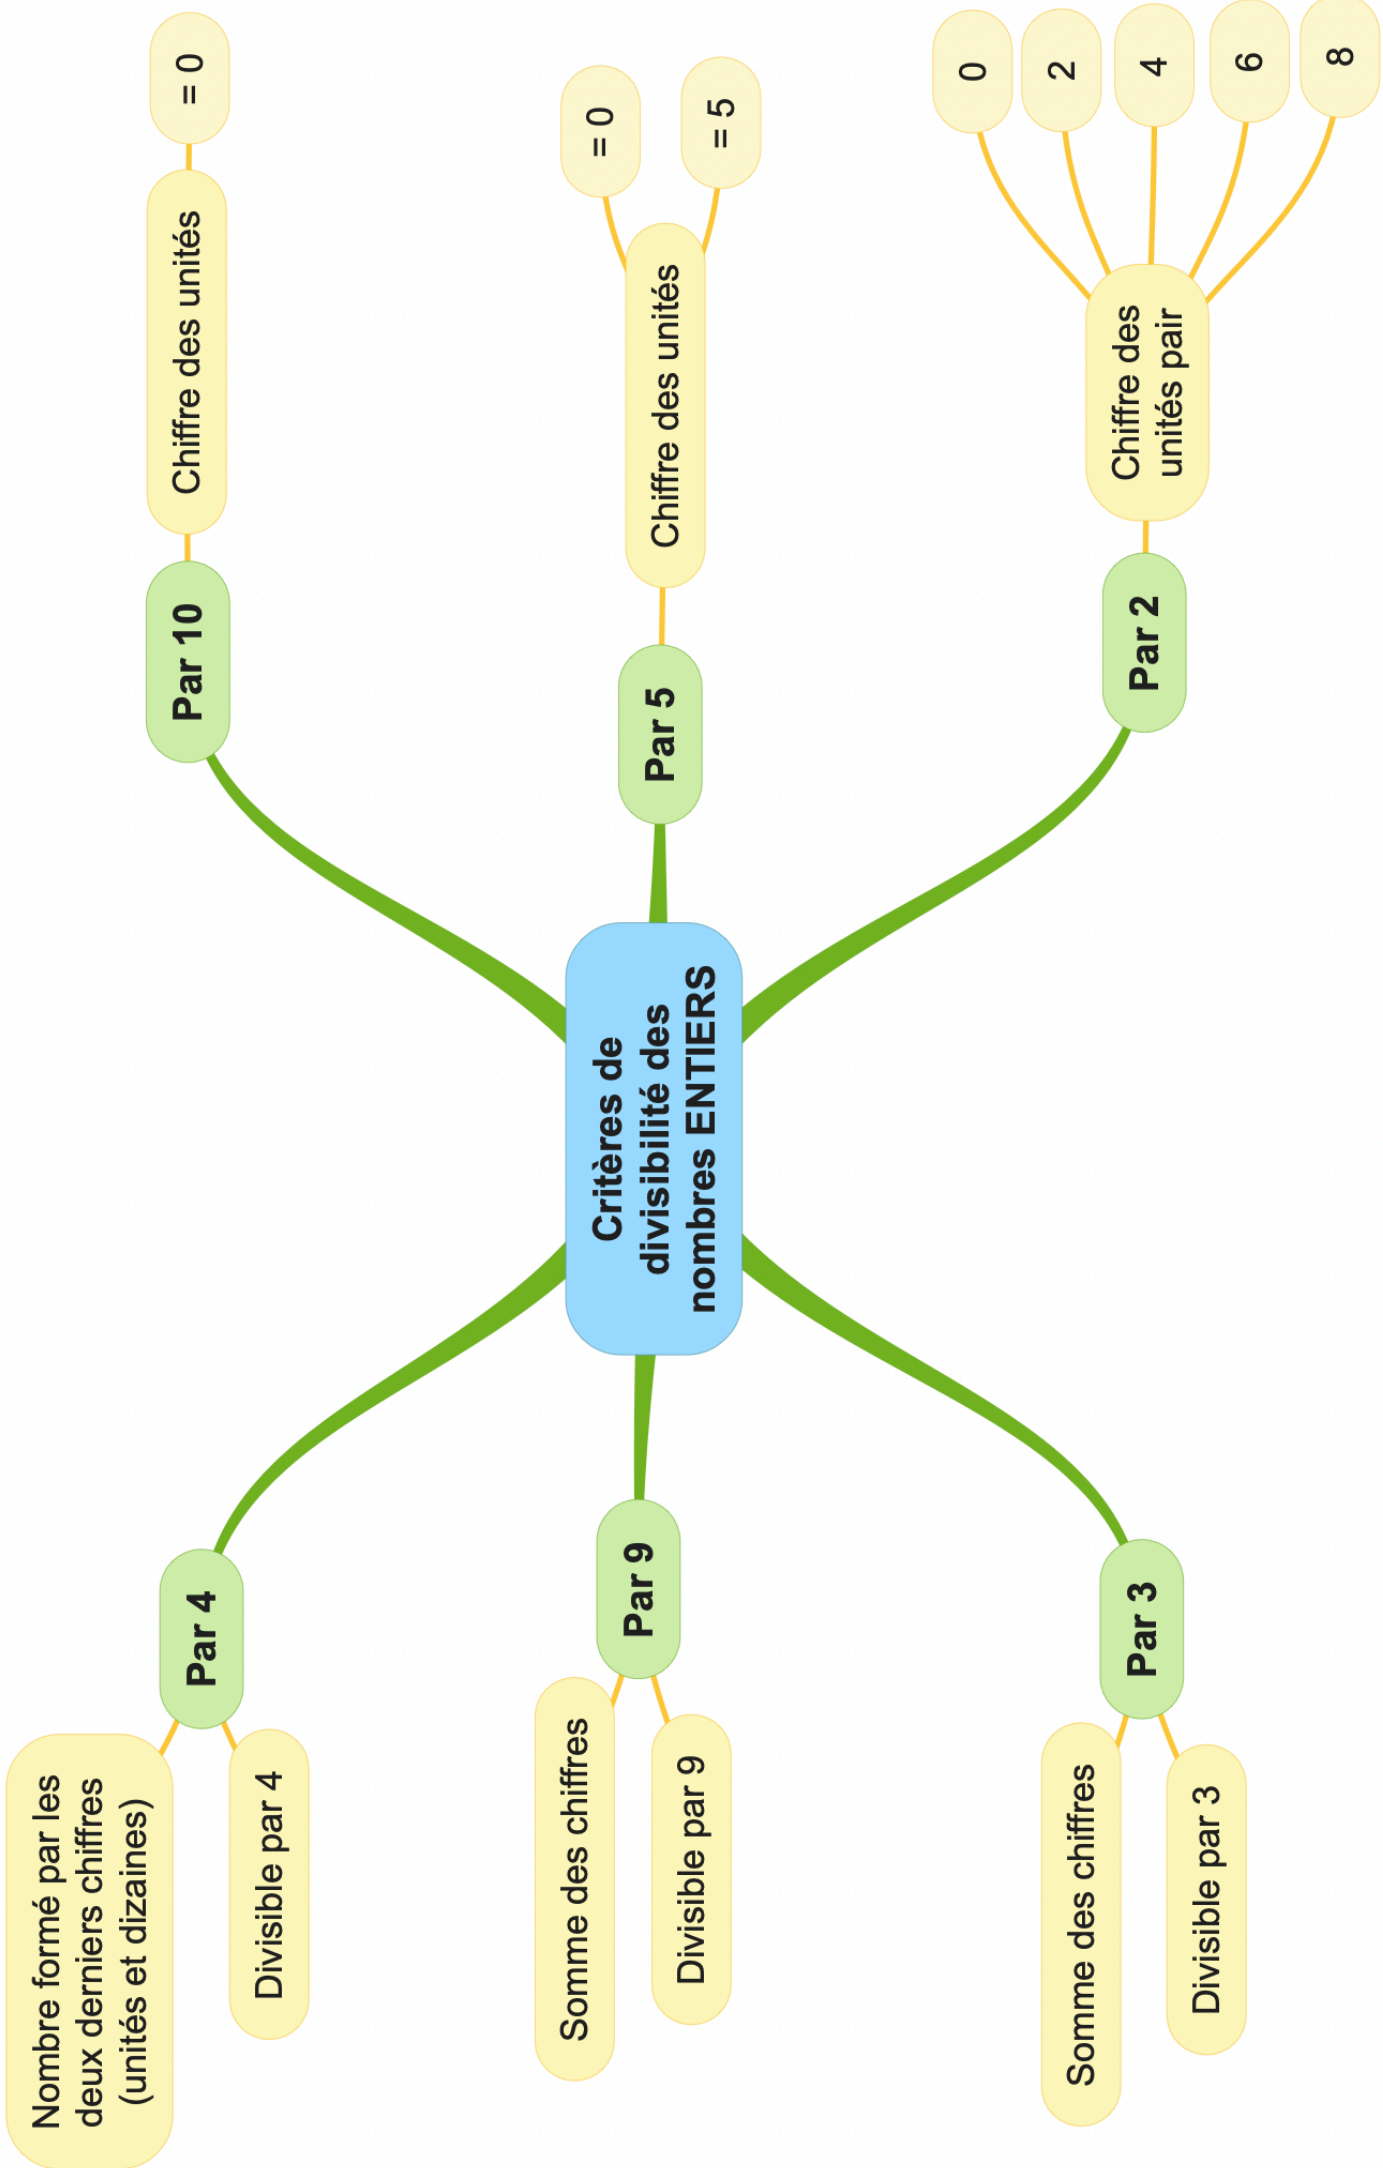 Critères de
divisibilité des
nombres ENTIERS
Par 10
Chiffre des unités
= 0
Par 5
Chiffre des unités
= 0
= 5
Par 2
Chiffre des
unités pair
0
2
4
6
8
Par 4
Nombre formé par les
deux derniers chiffres
(unités et dizaines)
Divisible par 4
Par 9
Somme des chiffres
Divisible par 9
Par 3
Somme des chiffres
Divisible par 3